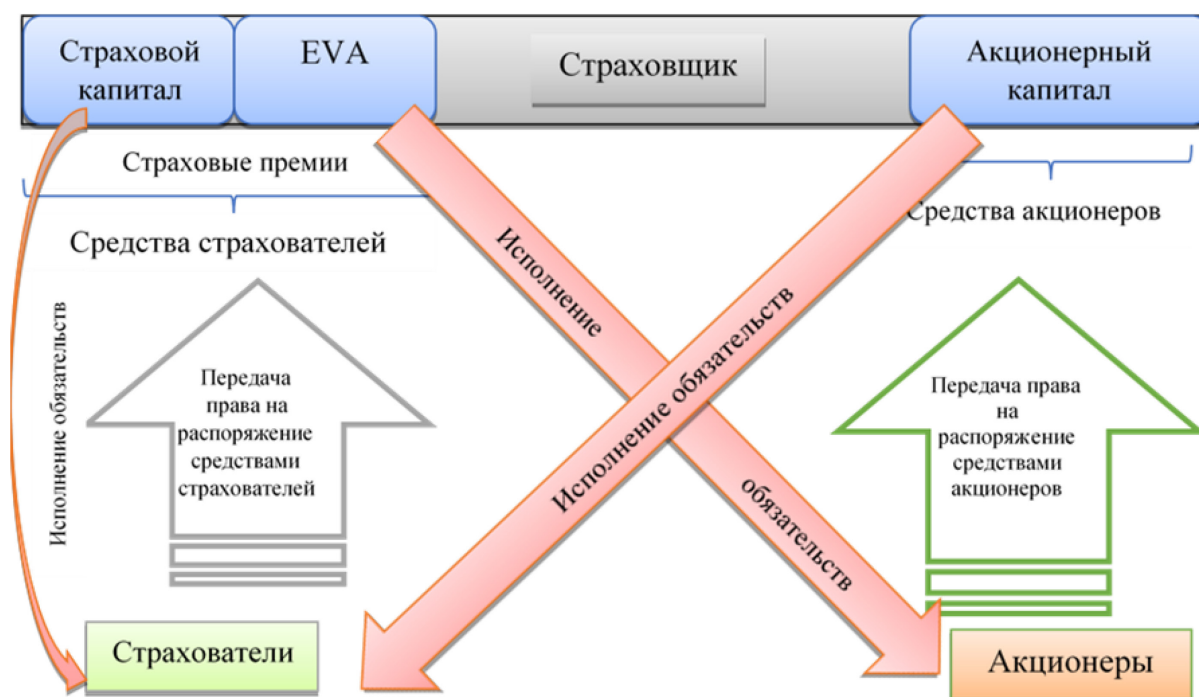 Страховой
капитал
EVA
Страховщик
Акционерный
капитал
Страховые премии
Средства страхователей
Средства акционеров
Исполнение обязательств
Передача
права на
распоряжение
средствами
страхователей
Исполнение
обязательств
Исполнение обязательств
Передача права
на
распоряжение
средствами
акционеров
Страхователи
Акционеры